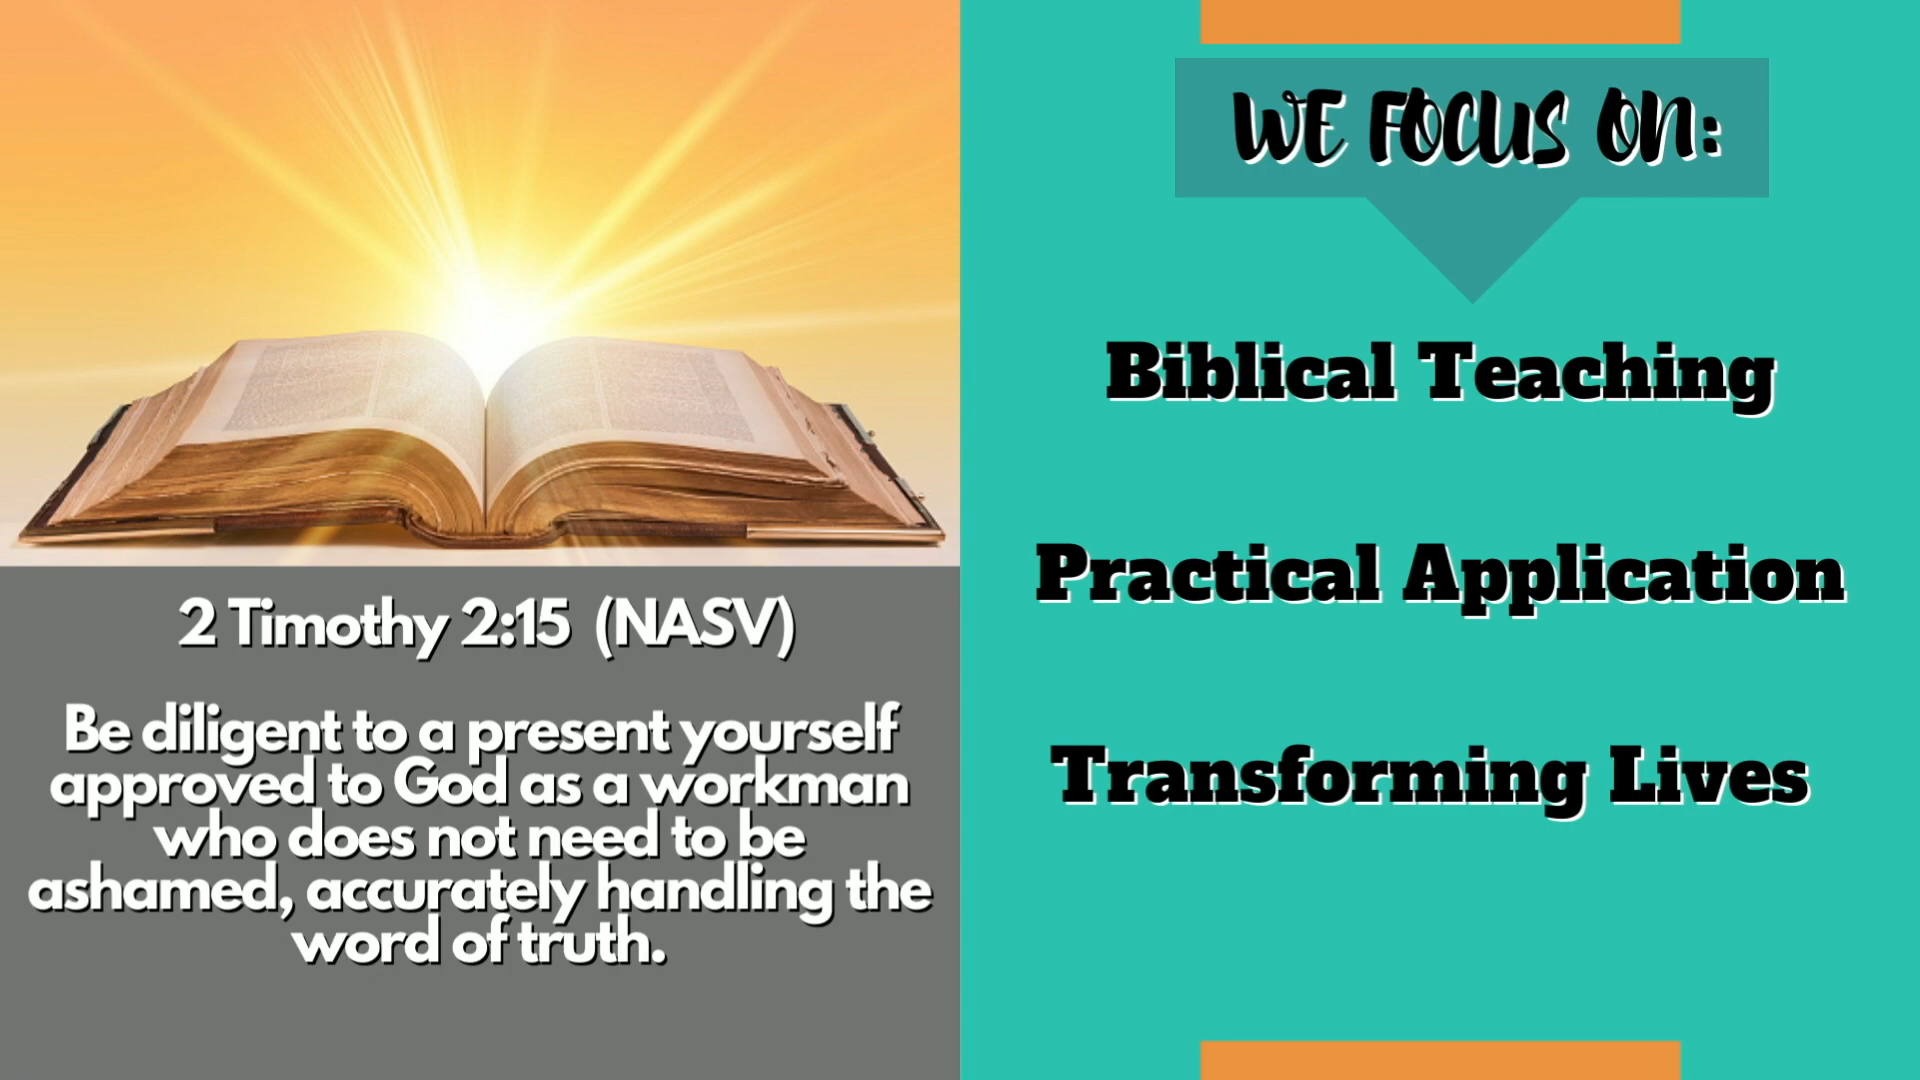 2 Timothy 2:15 (NASV)
Be diligent to a present yourself
approved to God as a workman
who does not need to be
ashamed, accurately handling the
word of truth.
WE FOCUS ON:
Biblical Teaching
Practical Application
Transforming Lives